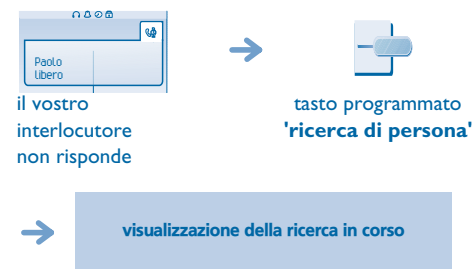 Paolo
libero
il vostro
interlocutore
non risponde
tasto programmato
'ricerca di persona'
visualizzazione della ricerca in corso